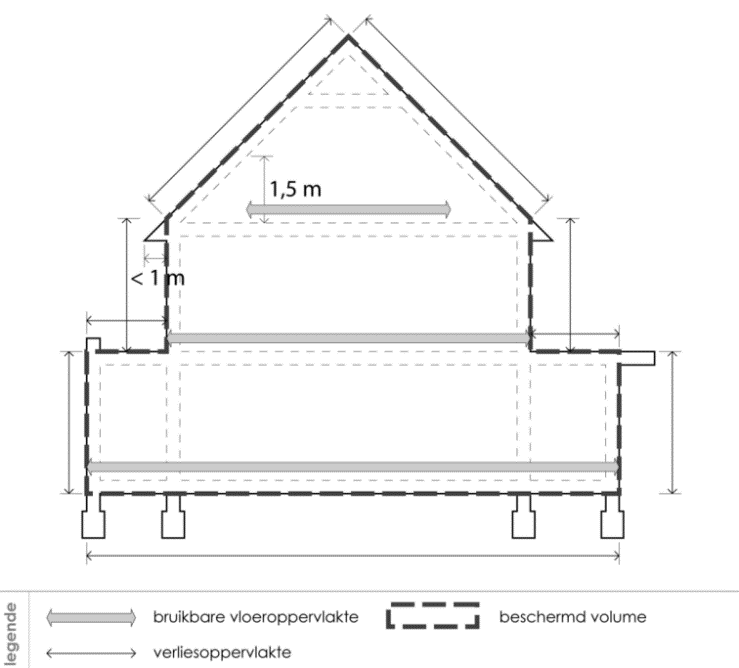 1,5 m
< 1 m
legende
bruikbare vloeroppervlakte
beschermd volume
verliesoppervlakte